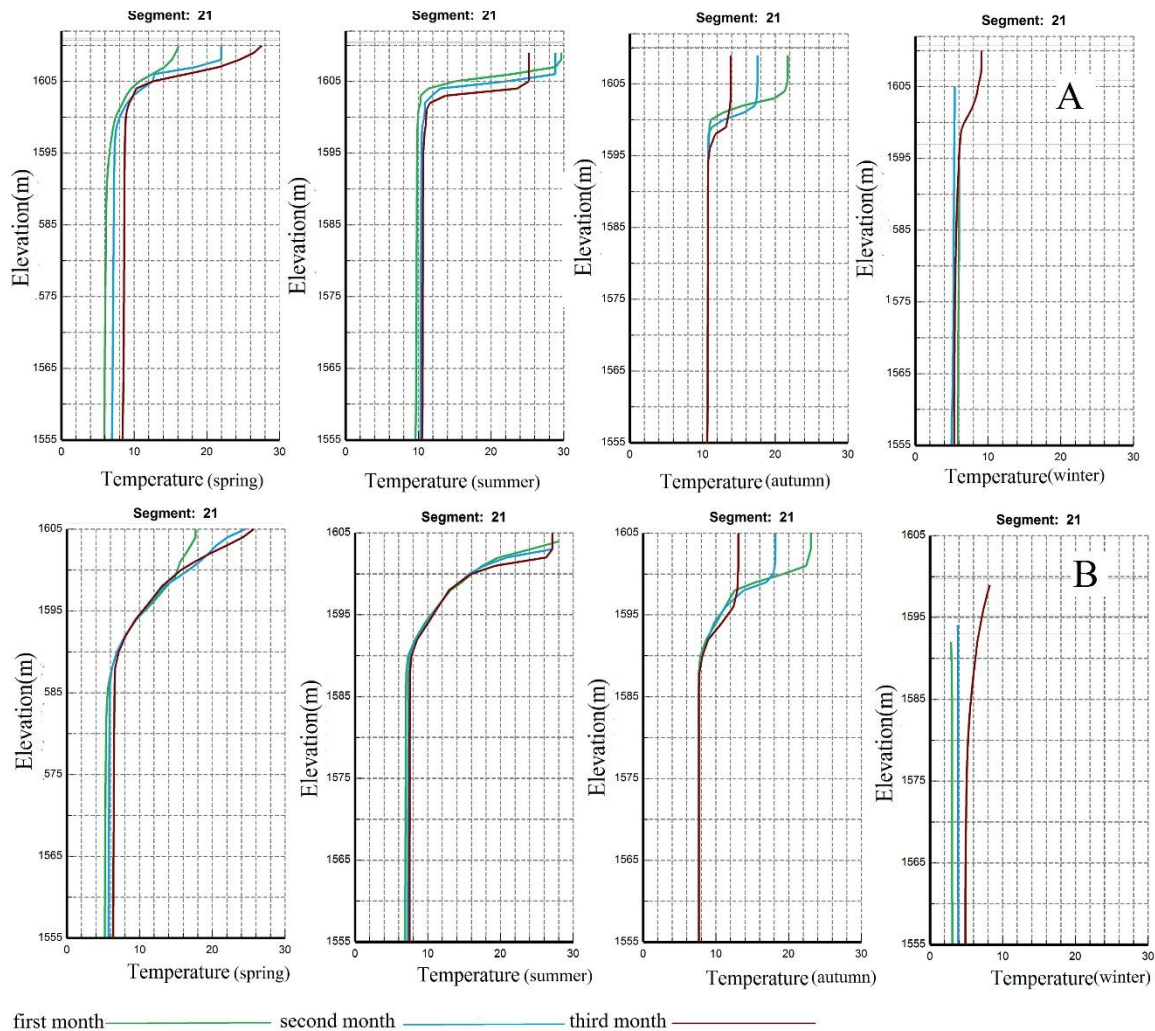 Segment: 21
Segment: 21
Segment: 21
Segment: 21
Elevation(m)
1605
1595
585
575
1565
1555
0
10
20
30
Temperature (spring)
Elevation(m)
1605
1595
585
1575
1565
1555
0
10
20
30
Temperature (summer)
Elevation(m)
1605
1595
1585
1575
1565
1555
0
10
20
30
Temperature (autumn)
A
Elevation(m)
1605
1595
585
1575
1565
1555
0
10
20
30
Temperature(winter)
Segment: 21
Segment: 21
Segment: 21
Segment: 21
Elevation(m)
1605
1595
585
575
1565
1555
0
10
20
30
Temperature (spring)
Elevation(m)
1605
1595
1585
1575
1565
1555
0
10
20
30
Temperature (summer)
Elevation(m)
1605
1595
1585
1575
1565
1555
0
10
20
30
Temperature (autumn)
B
Elevation(m)
1605
1595
1585
1575
1565
1555
0
10
20
30
Temperature(winter)
first month second month third month